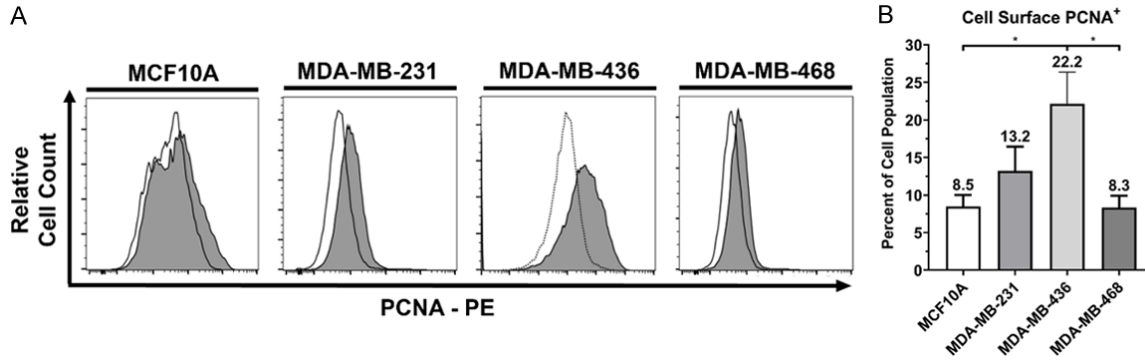 A
MCF10A
MDA-MB-231
MDA-MB-436
MDA-MB-468
Relative
Cell Count
PCNA - PE
B
Cell Surface PCNA+
* *
Percent of Cell Population
30
25
20
15
10
5
0
8.5
13.2
22.2
8.3
MCF10A
MDA-MB-231
MDA-MB-436
MDA-MB-468